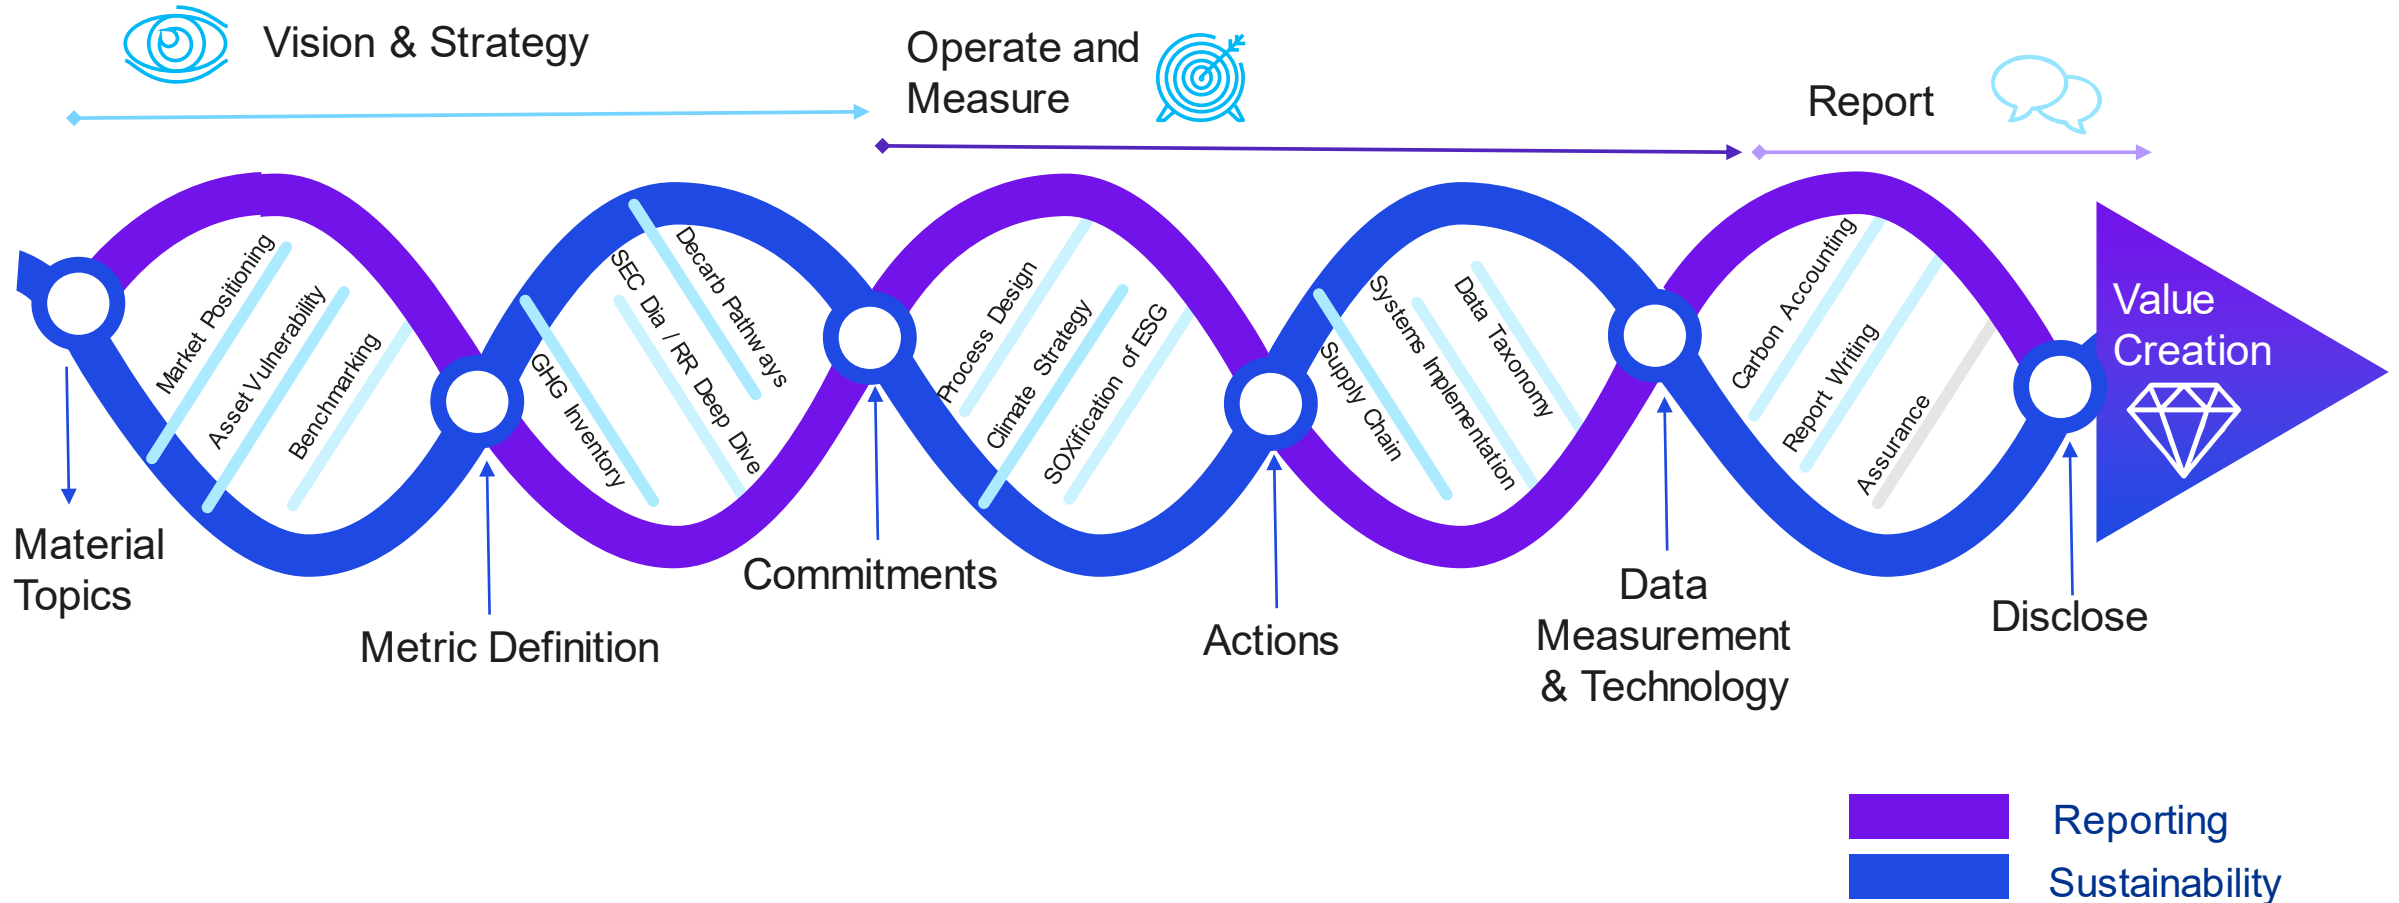 Vision & Strategy
Operate and
Measure
Report
Market Positioning
Asset Vulnerability
Benchmarking
GHG Inventory
SEC Dia / RR Deep Dive
Decarb Pathways
Process Design
Climate Strategy
SOXification of ESG
Supply Chain
Systems Implementation
Data Taxonomy
Carbon Accounting
Report Writing
Assurance
Value
Creation
Material
Topics
Metric Definition
Commitments
Actions
Data
Measurement
& Technology
Disclose
Reporting
Sustainability